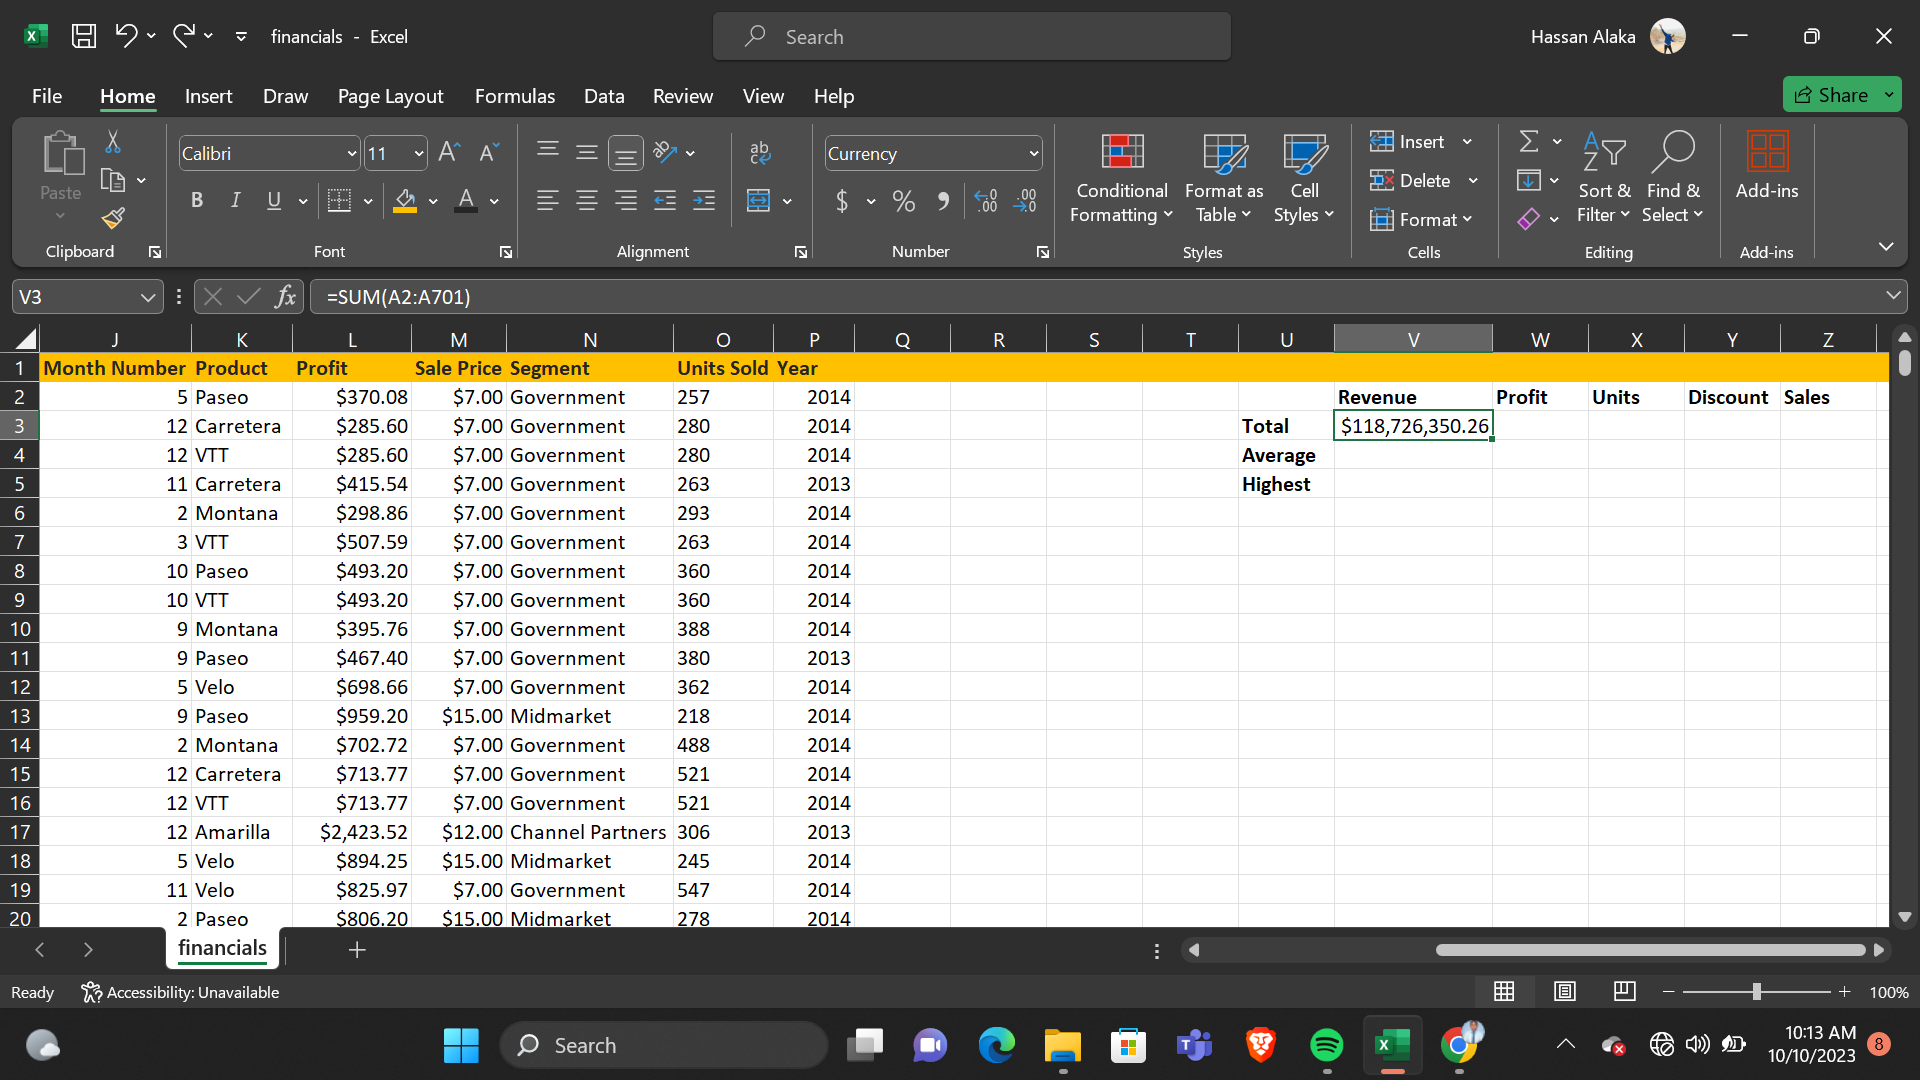 financials - Excel
Search
Hassan Alaka
File Home Insert Draw Page Layout Formulas Data Review View Help
Share
Paste
Calibri 11
B I U
ab
Currency
$ % , .00 .00
Conditional Formatting
Format as Table
Cell Styles
Insert
Delete
Format
Sort & Filter
Find & Select
Add-ins
Clipboard Font Alignment Number Styles Cells Editing Add-ins
V3 fx =SUM(A2:A701)
J K L M N O P Q R S T U V W X Y Z
1 Month Number Product Profit Sale Price Segment Units Sold Year
2 5 Paseo $370.08 $7.00 Government 257 2014 Revenue Profit Units Discount Sales
3 12 Carretera $285.60 $7.00 Government 280 2014 Total $118,726,350.26
4 12 VTT $285.60 $7.00 Government 280 2014 Average
5 11 Carretera $415.54 $7.00 Government 263 2013 Highest
6 2 Montana $298.86 $7.00 Government 293 2014
7 3 VTT $507.59 $7.00 Government 263 2014
8 10 Paseo $493.20 $7.00 Government 360 2014
9 10 VTT $493.20 $7.00 Government 360 2014
10 9 Montana $395.76 $7.00 Government 388 2014
11 9 Paseo $467.40 $7.00 Government 380 2013
12 5 Velo $698.66 $7.00 Government 362 2014
13 9 Paseo $959.20 $15.00 Midmarket 218 2014
14 2 Montana $702.72 $7.00 Government 488 2014
15 12 Carretera $713.77 $7.00 Government 521 2014
16 12 VTT $713.77 $7.00 Government 521 2014
17 12 Amarilla $2,423.52 $12.00 Channel Partners 306 2013
18 5 Velo $894.25 $15.00 Midmarket 245 2014
19 11 Velo $825.97 $7.00 Government 547 2014
20 2 Paseo $806.20 $15.00 Midmarket 278 2014
financials
Ready Accessibility: Unavailable 100%
Search
10:13 AM
10/10/2023
8